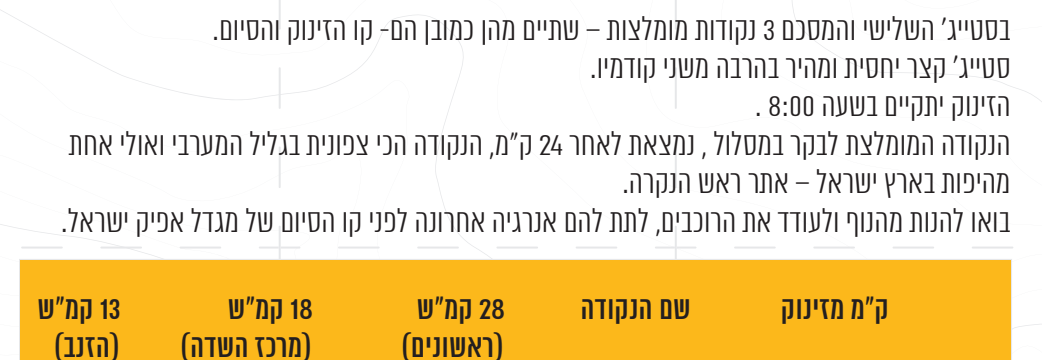 בסטייג׳ השלישי והמסכם 3 נקודות מומלצות – שתיים מהן כמובן הם- קו הזינוק והסיום.
סטייג׳ קצר יחסית ומהיר בהרבה משני קודמיו.
הזינוק יתקיים בשעה 8:00 .
הנקודה המומלצת לבקר במסלול , נמצאת לאחר 24 ק״מ, הנקודה הכי צפונית בגליל המערבי ואולי אחת
מהיפות בארץ ישראל – אתר ראש הנקרה.
בואו להנות מהנוף ולעודד את הרוכבים, לתת להם אנרגיה אחרונה לפני קו הסיום של מגדל אפיק ישראל.
ק״מ מזינוק שם הנקודה 28 קמ״ש 18 קמ״ש 13 קמ״ש
(ראשונים) (מרכז השדה) (הזנב)